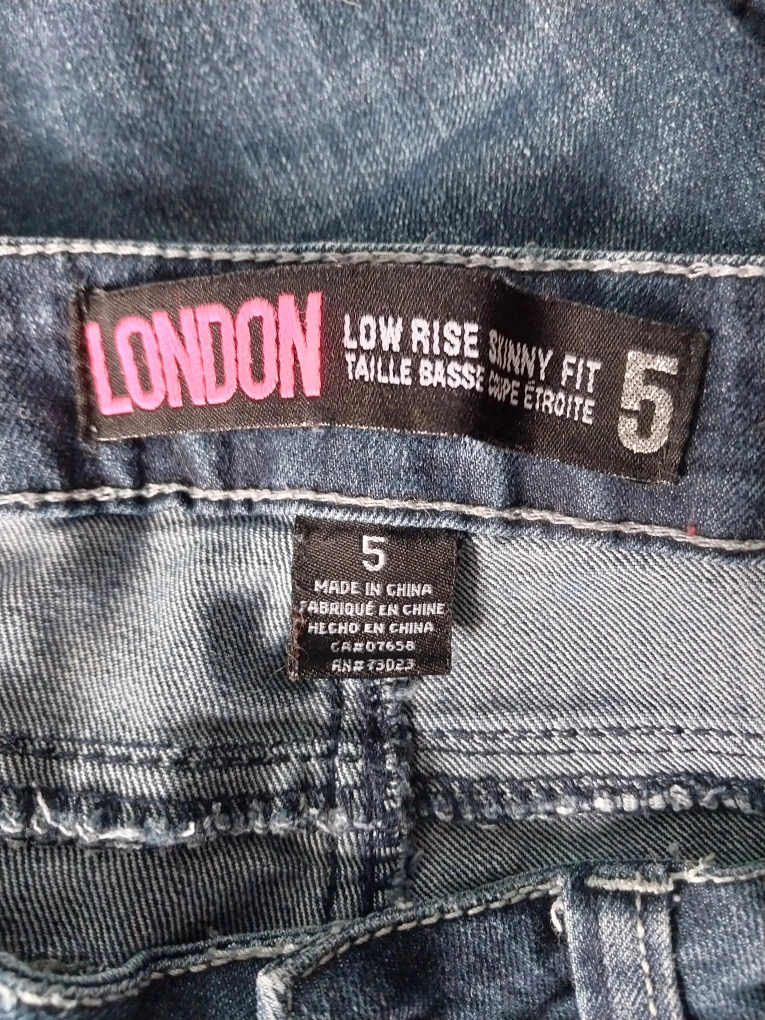 LONDON
LOW RISE SKINNY FIT
TAILLE BASSE COUPE ÉTROITE
5
5
MADE IN CHINA
FABRIQUÉ EN CHINE
HECHO EN CHINA
CA#07658
RN#73023